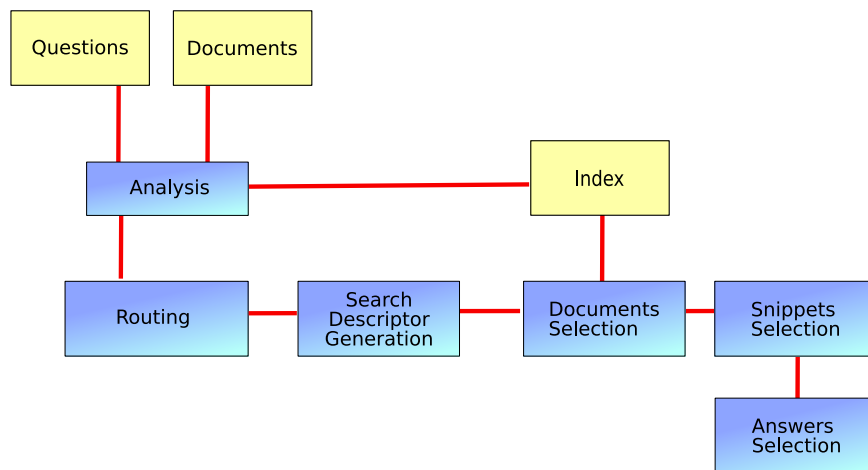 Questions
Documents
Analysis
Index
Routing
Search
Descriptor
Generation
Documents
Selection
Snippets
Selection
Answers
Selection